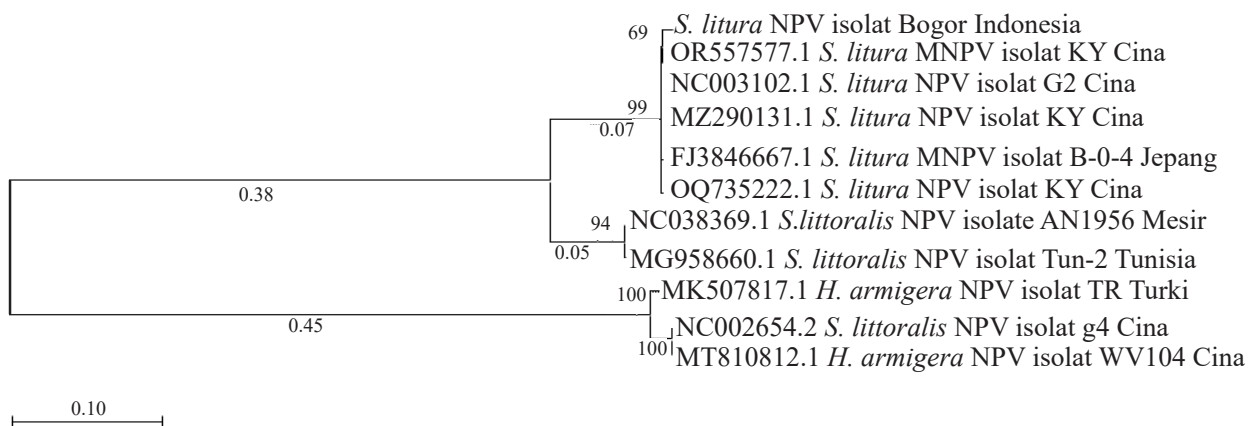 69
S. litura NPV isolat Bogor Indonesia
OR557577.1 S. litura MNPV isolat KY Cina
NC003102.1 S. litura NPV isolat G2 Cina
99
MZ290131.1 S. litura NPV isolat KY Cina
0.07
FJ3846667.1 S. litura MNPV isolat B-0-4 Jepang
0.38
OQ735222.1 S. litura NPV isolat KY Cina
94
NC038369.1 S.littoralis NPV isolate AN1956 Mesir
0.05
MG958660.1 S. littoralis NPV isolat Tun-2 Tunisia
100
MK507817.1 H. armigera NPV isolat TR Turki
0.45
NC002654.2 S. littoralis NPV isolat g4 Cina
100
MT810812.1 H. armigera NPV isolat WV104 Cina
0.10